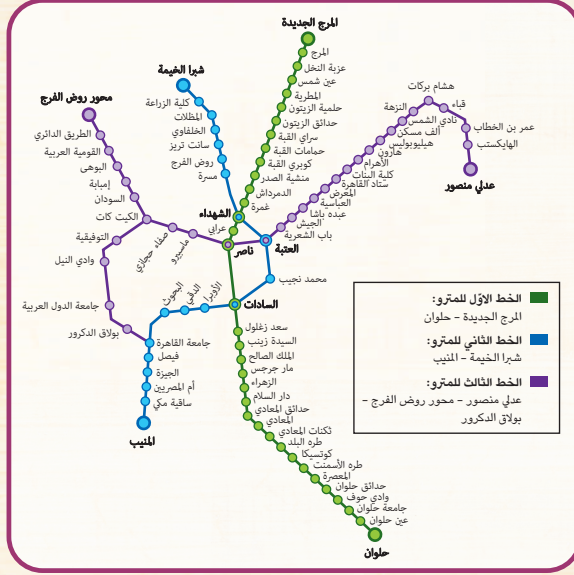 المرج الجديدة
المرج
عزبة النخل
عين شمس
المطرية
حلمية الزيتون
حدائق الزيتون
سراي القبة
حمامات القبة
كوبري القبة
منشية الصدر
الدمرداش
غمرة
الشهداء
عرابي
ناصر
السادات
سعد زغلول
السيدة زينب
الملك الصالح
مار جرجس
الزهراء
دار السلام
حدائق المعادي
المعادي
ثكنات المعادي
طره البلد
كوتسيكا
طره الأسمنت
المعصرة
حدائق حلوان
وادي حوف
جامعة حلوان
عين حلوان
حلوان
شبرا الخيمة
كلية الزراعة
المظلات
الخلفاوي
سانت تريز
روض الفرج
مسرة
العتبة
محمد نجيب
الأوبرا
الدقي
البحوث
جامعة القاهرة
فيصل
الجيزة
أم المصريين
ساقية مكي
المنيب
عدلي منصور
الهايكستب
عمر بن الخطاب
قباء
هشام بركات
النزهة
نادي الشمس
ألف مسكن
هيليوبوليس
هارون
الأهرام
كلية البنات
ستاد القاهرة
المعرض
العباسية
عبده باشا
الجيش
باب الشعرية
ماسبيرو
صفاء حجازي
الكيت كات
السودان
إمبابة
البوهى
القومية العربية
الطريق الدائري
محور روض الفرج
التوفيقية
وادي النيل
جامعة الدول العربية
بولاق الدكرور
الخط الأوّل للمترو:
المرج الجديدة – حلوان
الخط الثاني للمترو:
شبرا الخيمة – المنيب
الخط الثالث للمترو:
عدلي منصور – محور روض الفرج –
بولاق الدكرور